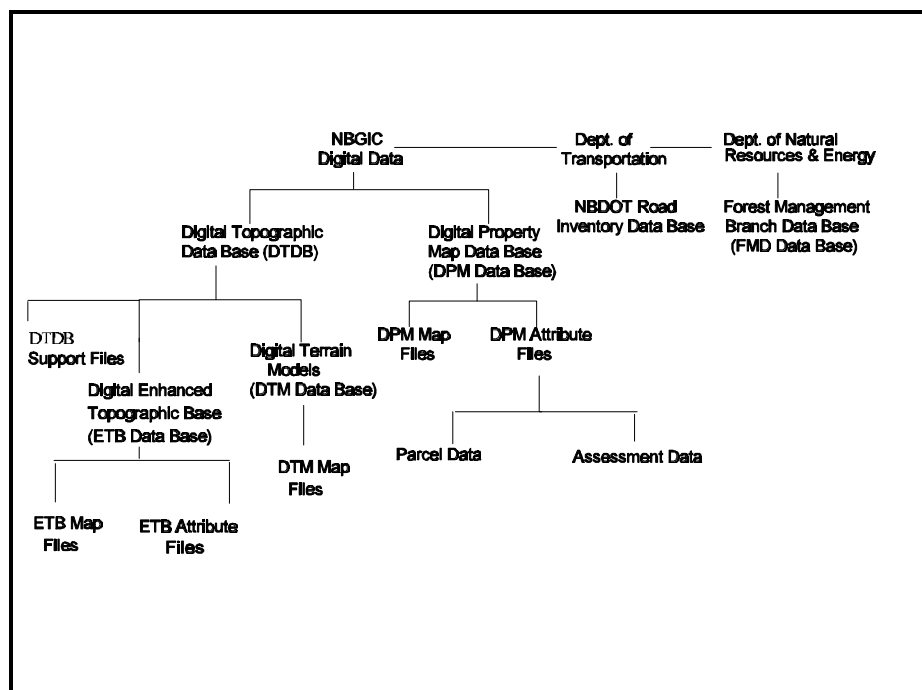 NBGIC
Digital Data
Dept. of
Transportation
Dept. of Natural
Resources & Energy
NBDOT Road
Inventory Data Base
Forest Management
Branch Data Base
(FMD Data Base)
Digital Topographic
Data Base (DTDB)
Digital Property
Map Data Base
(DPM Data Base)
DTDB
Support Files
Digital Enhanced
Topographic Base
(ETB Data Base)
Digital Terrain
Models
(DTM Data Base)
DPM Map
Files
DPM Attribute
Files
DTM Map
Files
Parcel Data
Assessment Data
ETB Map
Files
ETB Attribute
Files